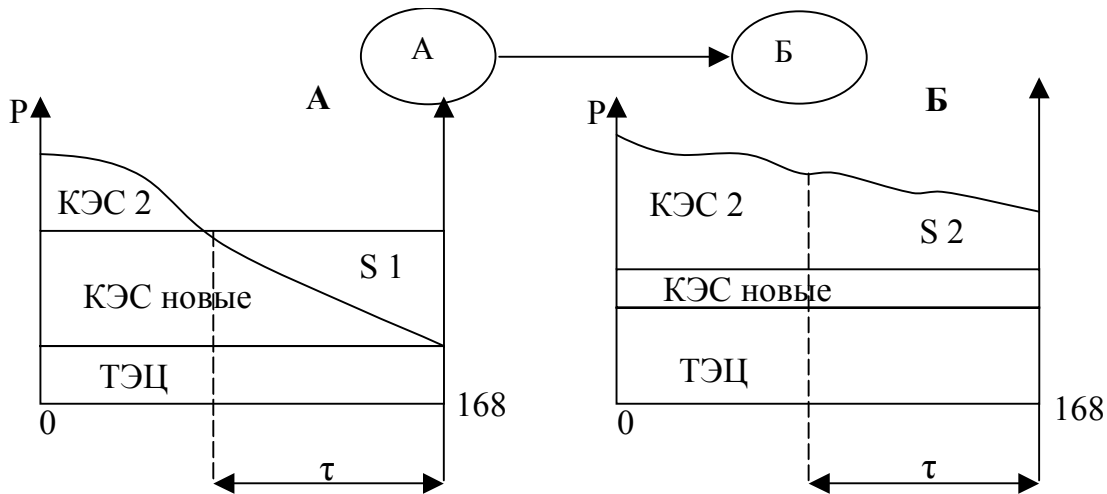 А
Б
А
Б
Р
КЭС 2
S 1
КЭС новые
ТЭЦ
0
168
τ
Р
КЭС 2
S 2
КЭС новые
ТЭЦ
0
168
τ